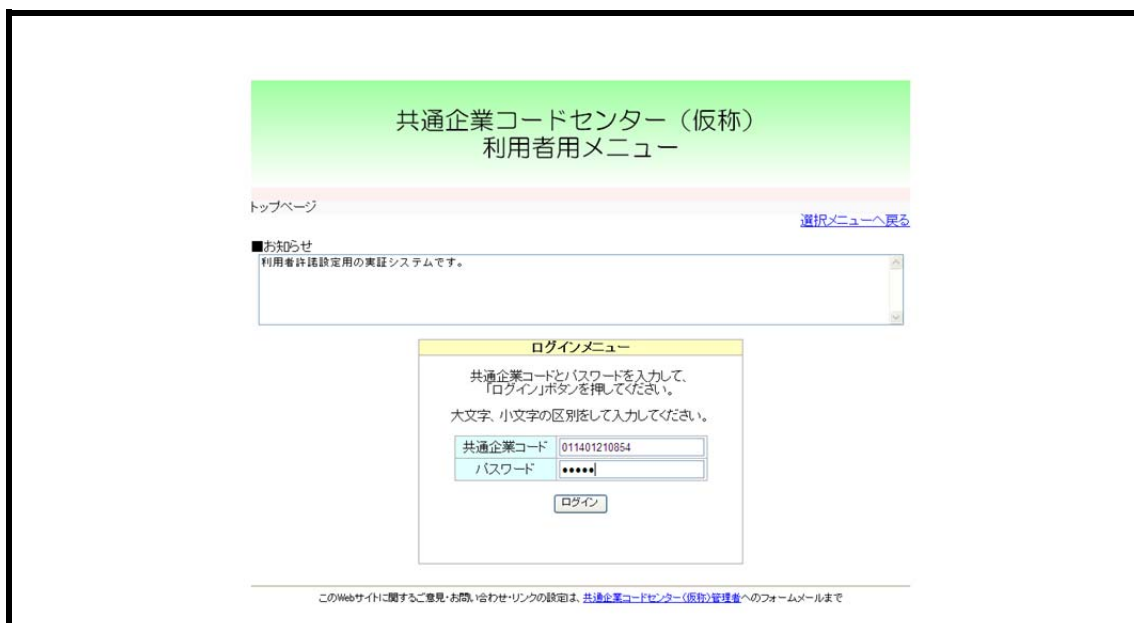 共通企業コードセンター（仮称）
利用者用メニュー
トップページ
選択メニューへ戻る
■お知らせ
利用者許諾設定用の実証システムです。
ログインメニュー
共通企業コードとパスワードを入力して、
「ログイン」ボタンを押してください。
大文字、小文字の区別をして入力してください。
共通企業コード 011401210854
パスワード ●●●●●
ログイン
このWebサイトに関するご意見・お問い合わせ・リンクの設定は、共通企業コードセンター（仮称）管理者へのフォームメールまで